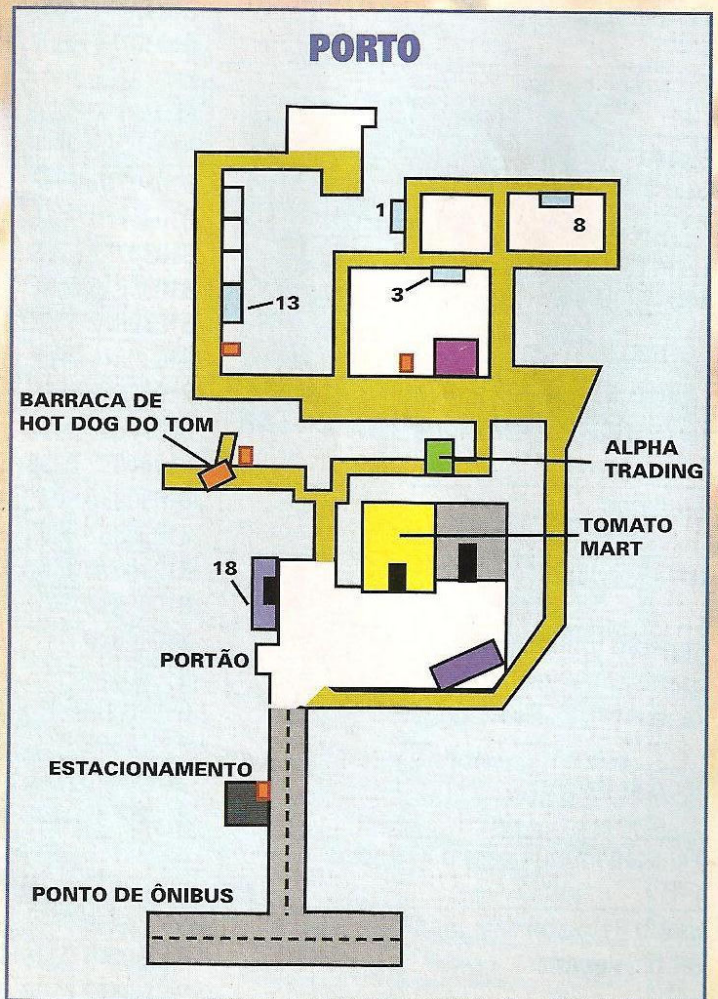 PORTO
1
8
3
13
BARRACA DE
HOT DOG DO TOM
ALPHA
TRADING
TOMATO
MART
18
PORTÃO
ESTACIONAMENTO
PONTO DE ÔNIBUS